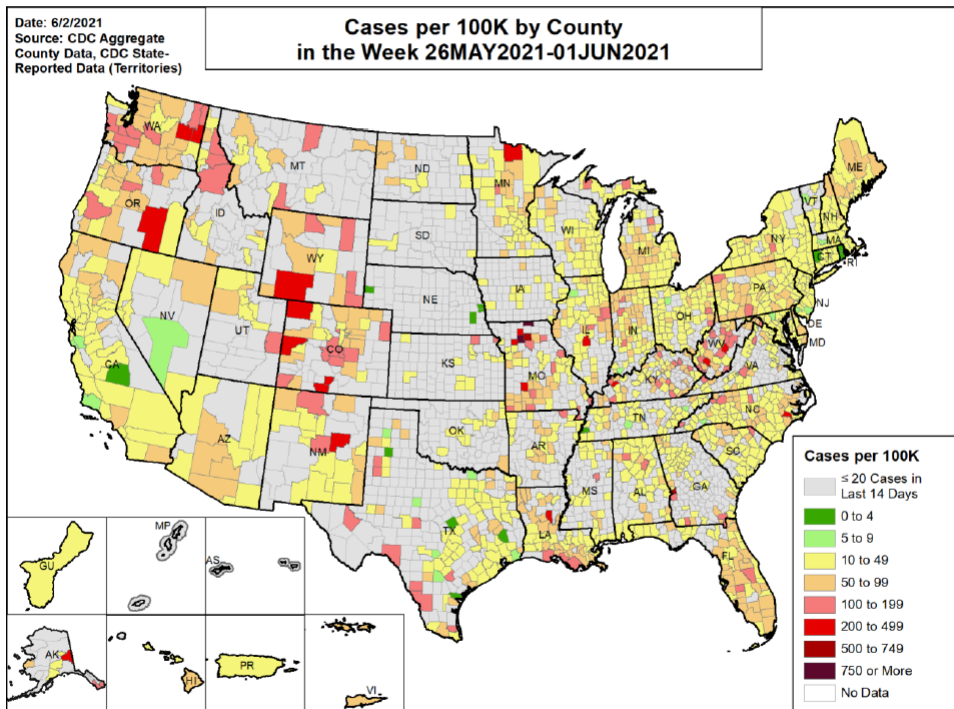 Date: 6/2/2021
Source: CDC Aggregate
County Data, CDC State-
Reported Data (Territories)
Cases per 100K by County
in the Week 26MAY2021-01JUN2021
WA
MT
ND
MN
ME
OR
ID
SD
WI
MI
VT
NH
NY
MA
CT
RI
WY
IA
PA
NJ
NE
NV
UT
CO
IL
IN
OH
DE
MD
WV
VA
CA
KS
MO
KY
NC
TN
AZ
NM
OK
AR
SC
MS
AL
GA
TX
LA
FL
GU
MP
AS
AK
HI
PR
VI
Cases per 100K
≤ 20 Cases in
Last 14 Days
0 to 4
5 to 9
10 to 49
50 to 99
100 to 199
200 to 499
500 to 749
750 or More
No Data